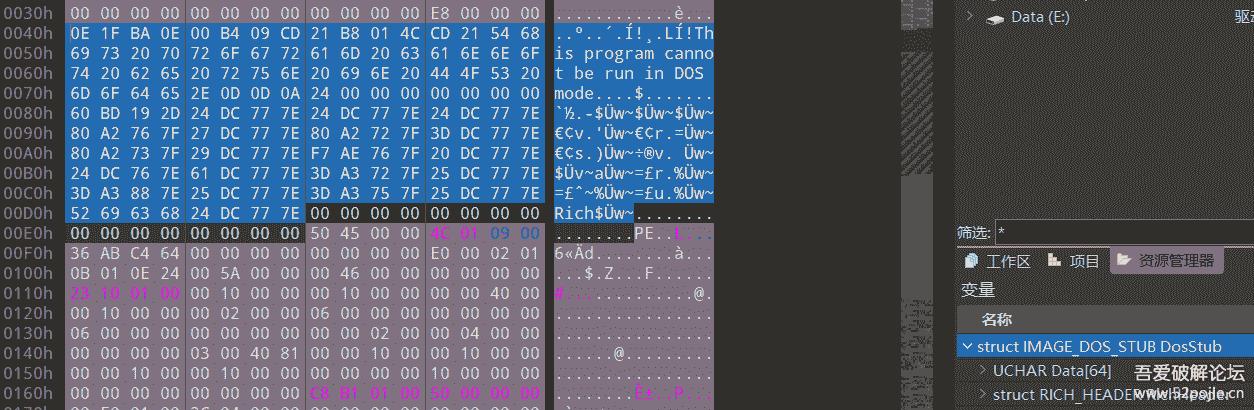 0030h 00 00 00 00 00 00 00 00 00 00 00 00 E8 00 00 00 ............è...
0040h 0E 1F BA 0E 00 B4 09 CD 21 B8 01 4C CD 21 54 68 ..º..´.Í!¸.LÍ!Th
0050h 69 73 20 70 72 6F 67 72 61 6D 20 63 61 6E 6E 6F is program canno
0060h 74 20 62 65 20 72 75 6E 20 69 6E 20 44 4F 53 20 t be run in DOS
0070h 6D 6F 64 65 2E 0D 0D 0A 24 00 00 00 00 00 00 00 mode....$.......
0080h 60 BD 19 2D 24 DC 77 7E 24 DC 77 7E 24 DC 77 7E `½.-$Üw~$Üw~$Üw~
0090h 80 A2 76 7F 27 DC 77 7E 80 A2 72 7F 3D DC 77 7E €¢v.'Üw~€¢r.=Üw~
00A0h 80 A2 73 7F 29 DC 77 7E F7 AE 76 7F 20 DC 77 7E €¢s.)Üw~÷®v. Üw~
00B0h 24 DC 76 7E 61 DC 77 7E 3D A3 72 7F 25 DC 77 7E $Üv~aÜw~=£r.%Üw~
00C0h 3D A3 88 7E 25 DC 77 7E 3D A3 75 7F 25 DC 77 7E =£ˆ~%Üw~=£u.%Üw~
00D0h 52 69 63 68 24 DC 77 7E 00 00 00 00 00 00 00 00 Rich$Üw~........
00E0h 00 00 00 00 00 00 00 00 50 45 00 00 4C 01 09 00 ........PE..L...
00F0h 36 AB C4 64 00 00 00 00 00 00 00 00 E0 00 02 01 6«Äd........à...
0100h 0B 01 0E 24 00 5A 00 00 00 46 00 00 00 00 00 00 ...$.Z...F......
0110h 23 10 01 00 00 10 00 00 00 10 00 00 00 00 40 00 #.............@.
0120h 00 10 00 00 00 02 00 00 06 00 00 00 00 00 00 00 ................
0130h 06 00 00 00 00 00 00 00 00 00 02 00 00 04 00 00 ................
0140h 00 00 00 00 03 00 40 81 00 00 10 00 00 10 00 00 ......@.........
0150h 00 00 10 00 00 10 00 00 00 00 00 00 10 00 00 00 ................
0160h 00 00 00 00 00 00 00 00 C8 B1 01 00 50 00 00 00 ........È±..P...
Data (E:)
筛选: *
工作区 项目 资源管理器
变量
名称
struct IMAGE_DOS_STUB DosStub
UCHAR Data[64]
struct RICH_HEADER
吾爱破解论坛
www.52pojie.cn